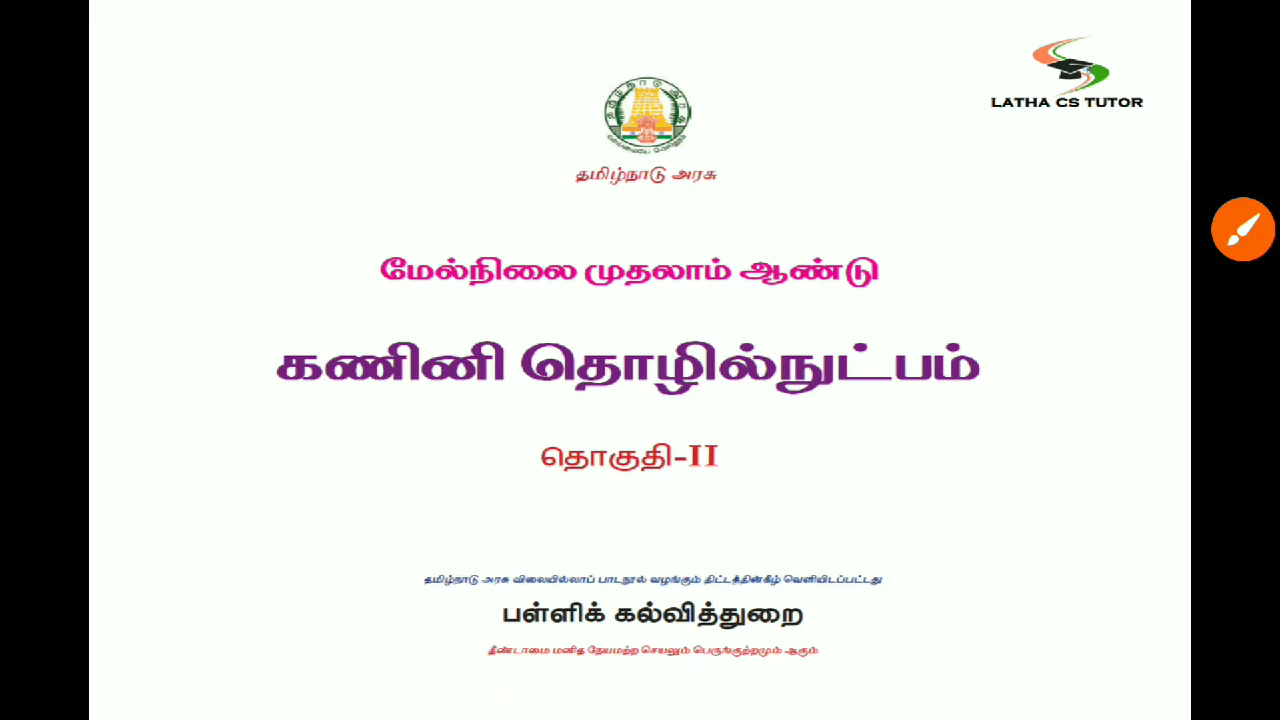 LATHA CS TUTOR
தமிழ்நாடு அரசு
மேல்நிலை முதலாம் ஆண்டு
கணினி தொழில்நுட்பம்
தொகுதி-II
தமிழ்நாடு அரசு விலையில்லாப் பாடநூல் வழங்கும் திட்டத்தின்கீழ் வெளியிடப்பட்டது
பள்ளிக் கல்வித்துறை
தீண்டாமை மனித நேயமற்ற செயலும் பெருங்குற்றமும் ஆகும்